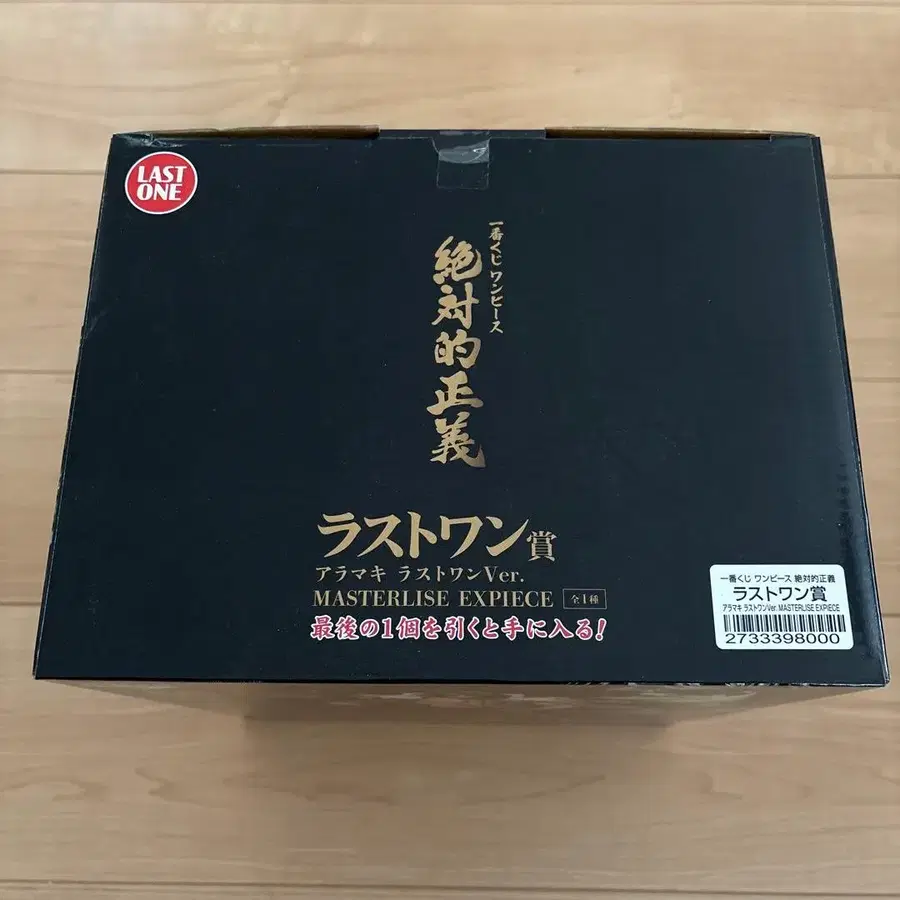 LAST
ONE
一番くじ ワンピース
絶対的正義
ラストワン賞
アラマキ ラストワンVer.
MASTERLISE EXPIECE 全1種
最後の1個を引くと手に入る!
一番くじ ワンピース 絶対的正義
ラストワン賞
アラマキ ラストワンVer. MASTERLISE EXPIECE
2733398000